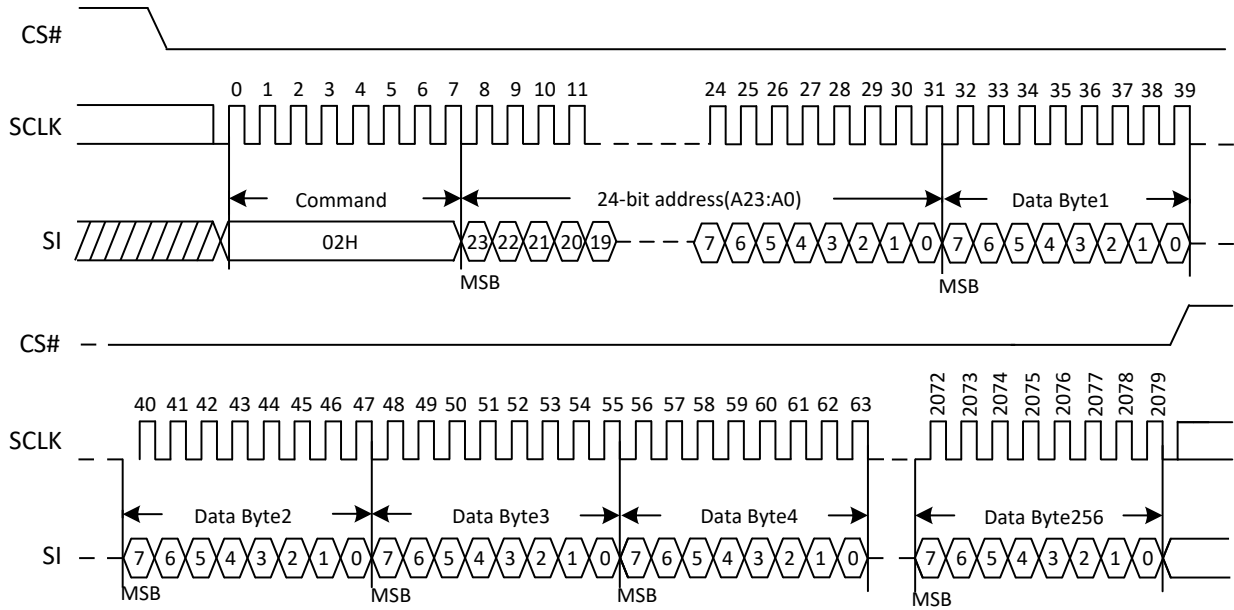 CS#
0 1 2 3 4 5 6 7 8 9 10 11 24 25 26 27 28 29 30 31 32 33 34 35 36 37 38 39
SCLK
Command 24-bit address(A23:A0) Data Byte1
SI 02H 23 22 21 20 19 7 6 5 4 3 2 1 0 7 6 5 4 3 2 1 0
MSB MSB
CS#
40 41 42 43 44 45 46 47 48 49 50 51 52 53 54 55 56 57 58 59 60 61 62 63 2072 2073 2074 2075 2076 2077 2078 2079
SCLK
Data Byte2 Data Byte3 Data Byte4 Data Byte256
SI 7 6 5 4 3 2 1 0 7 6 5 4 3 2 1 0 7 6 5 4 3 2 1 0 7 6 5 4 3 2 1 0
MSB MSB MSB MSB